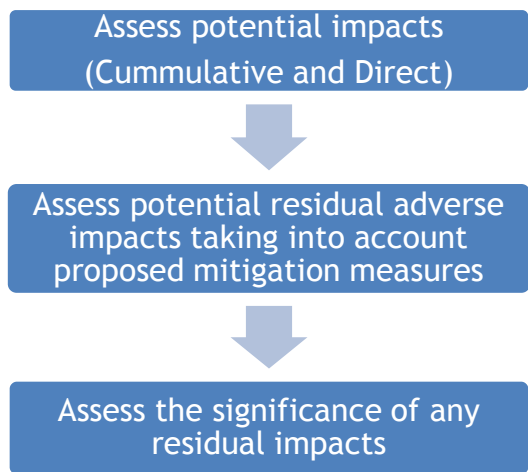 Assess potential impacts
(Cummulative and Direct)
Assess potential residual adverse
impacts taking into account
proposed mitigation measures
Assess the significance of any
residual impacts